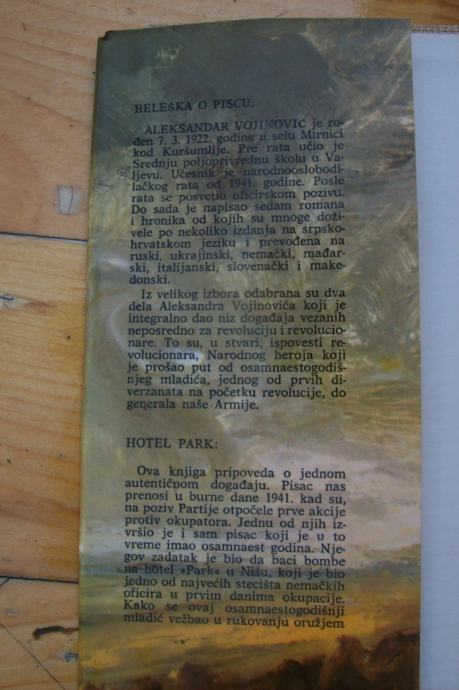 BELEŠKA O PISCU:
ALEKSANDAR VOJINOVIĆ je ro-
đen 7. 3. 1922. godine u selu Mirnici
kod Kuršumlije. Pre rata učio je
Srednju poljoprivrednu školu u Va-
ljevu. Učesnik je narodnooslobodi-
lačkog rata od 1941. godine. Posle
rata se posvetio oficirskom pozivu.
Do sada je napisao sedam romana
i hronika od kojih su mnoge doži-
vele po nekoliko izdanja na srpsko-
hrvatskom jeziku i prevođena na
ruski, ukrajinski, nemački, mađar-
ski, italijanski, slovenački i make-
donski.
Iz velikog izbora odabrana su dva
dela Aleksandra Vojinovića koji je
integralno dao niz događaja vezanih
neposredno za revoluciju i revolucio-
nare. To su, u stvari, ispovesti re-
volucionara, Narodnog heroja koji
je prošao put od osamnaestogodiš-
njeg mladića, jednog od prvih di-
verzanata na početku revolucije, do
generala naše Armije.
HOTEL PARK:
Ova knjiga pripoveda o jednom
autentičnom događaju. Pisac nas
prenosi u burne dane 1941. kad su,
na poziv Partije otpočele prve akcije
protiv okupatora. Jednu od njih iz-
vršio je i sam pisac koji je u to
vreme imao osamnaest godina. Nje-
gov zadatak je bio da baci bombe
na hotel »Park« u Nišu, koji je bio
jedno od najvećih stecišta nemačkih
oficira u prvim danima okupacije.
Kako se ovaj osamnaestogodišnji
mladić vežbao u rukovanju oružjem